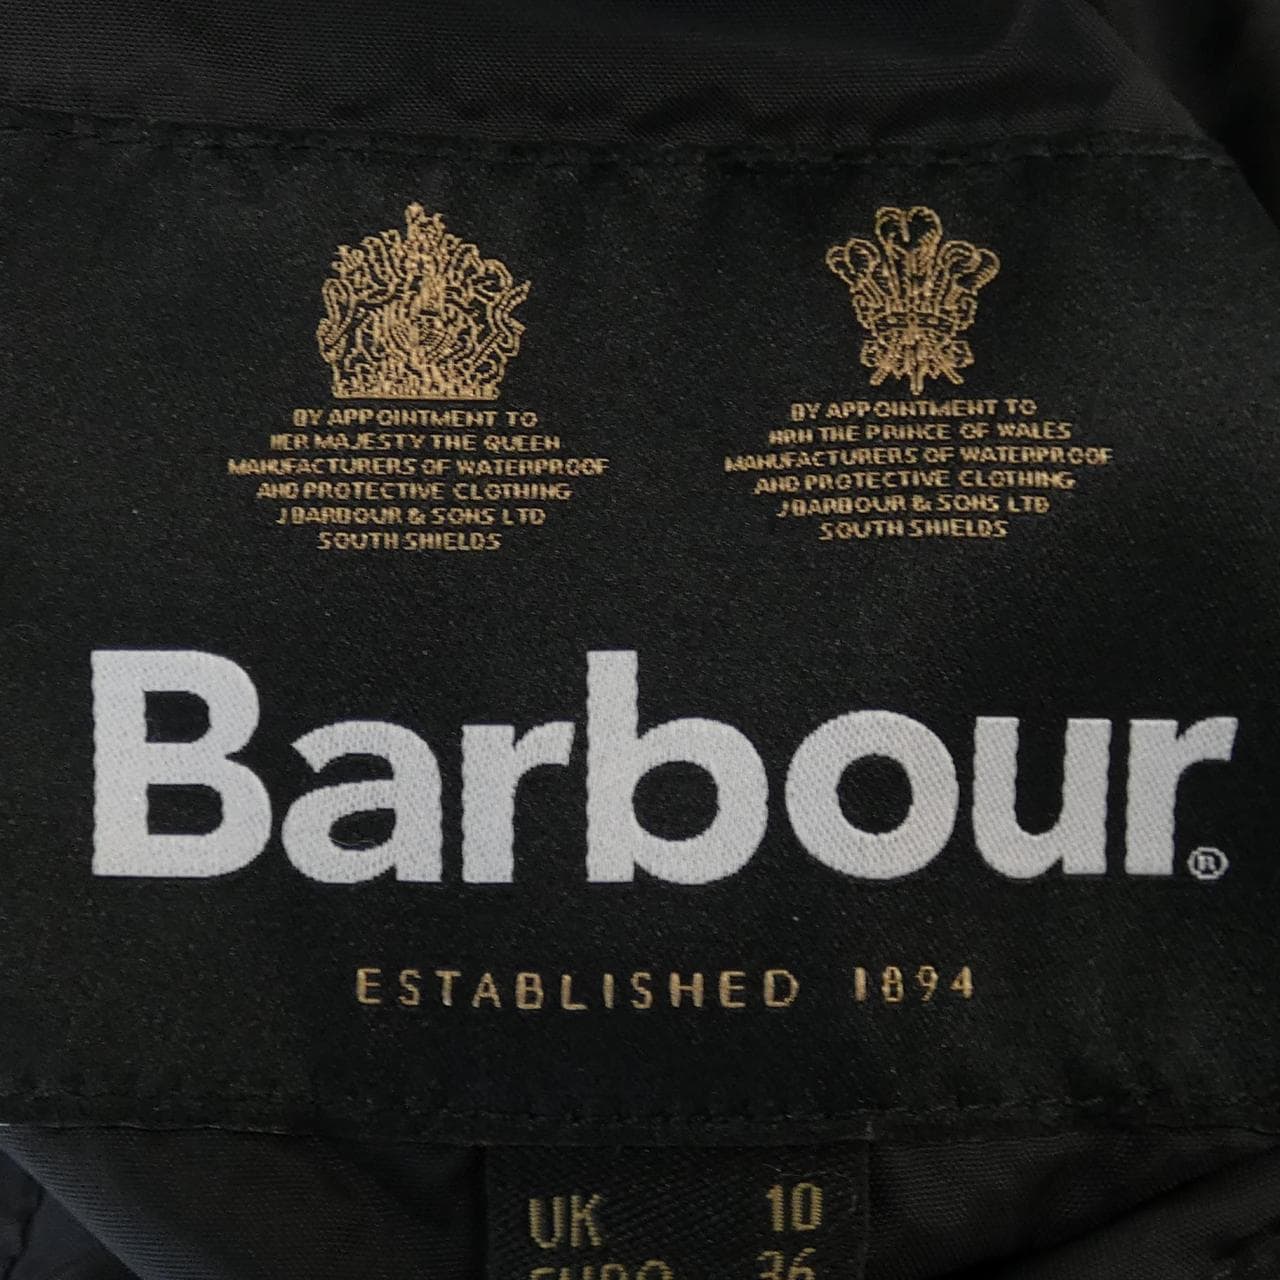 BY APPOINTMENT TO
HER MAJESTY THE QUEEN
MANUFACTURERS OF WATERPROOF
AND PROTECTIVE CLOTHING
J BARBOUR & SONS LTD
SOUTH SHIELDS
BY APPOINTMENT TO
HRH THE PRINCE OF WALES
MANUFACTURERS OF WATERPROOF
AND PROTECTIVE CLOTHING
J BARBOUR & SONS LTD
SOUTH SHIELDS
Barbour®
ESTABLISHED 1894
UK 10
EURO 36